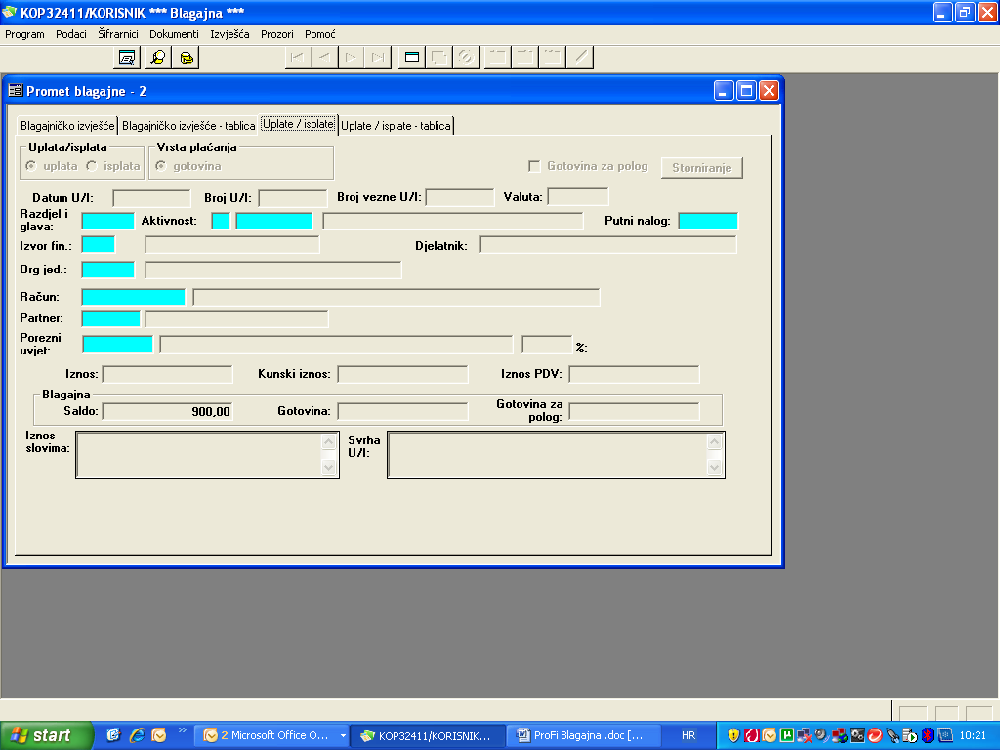 KOP32411/KORISNIK *** Blagajna ***
Program Podaci Šifrarnici Dokumenti Izvješća Prozori Pomoć
Promet blagajne - 2
Blagajničko izvješće Blagajničko izvješće - tablica Uplate / isplate Uplate / isplate - tablica
Uplata/isplata Vrsta plaćanja
uplata isplata gotovina Gotovina za polog Storniranje
Datum U/I: Broj U/I: Broj vezne U/I: Valuta:
Razdjel i
glava: Aktivnost: Putni nalog:
Izvor fin.: Djelatnik:
Org jed.:
Račun:
Partner:
Porezni
uvjet: %:
Iznos: Kunski iznos: Iznos PDV:
Blagajna
Saldo: 900,00 Gotovina: Gotovina za
polog:
Iznos
slovima: Svrha
U/I:
start 2 Microsoft Office O... KOP32411/KORISNIK... ProFi Blagajna .doc [... HR 10:21